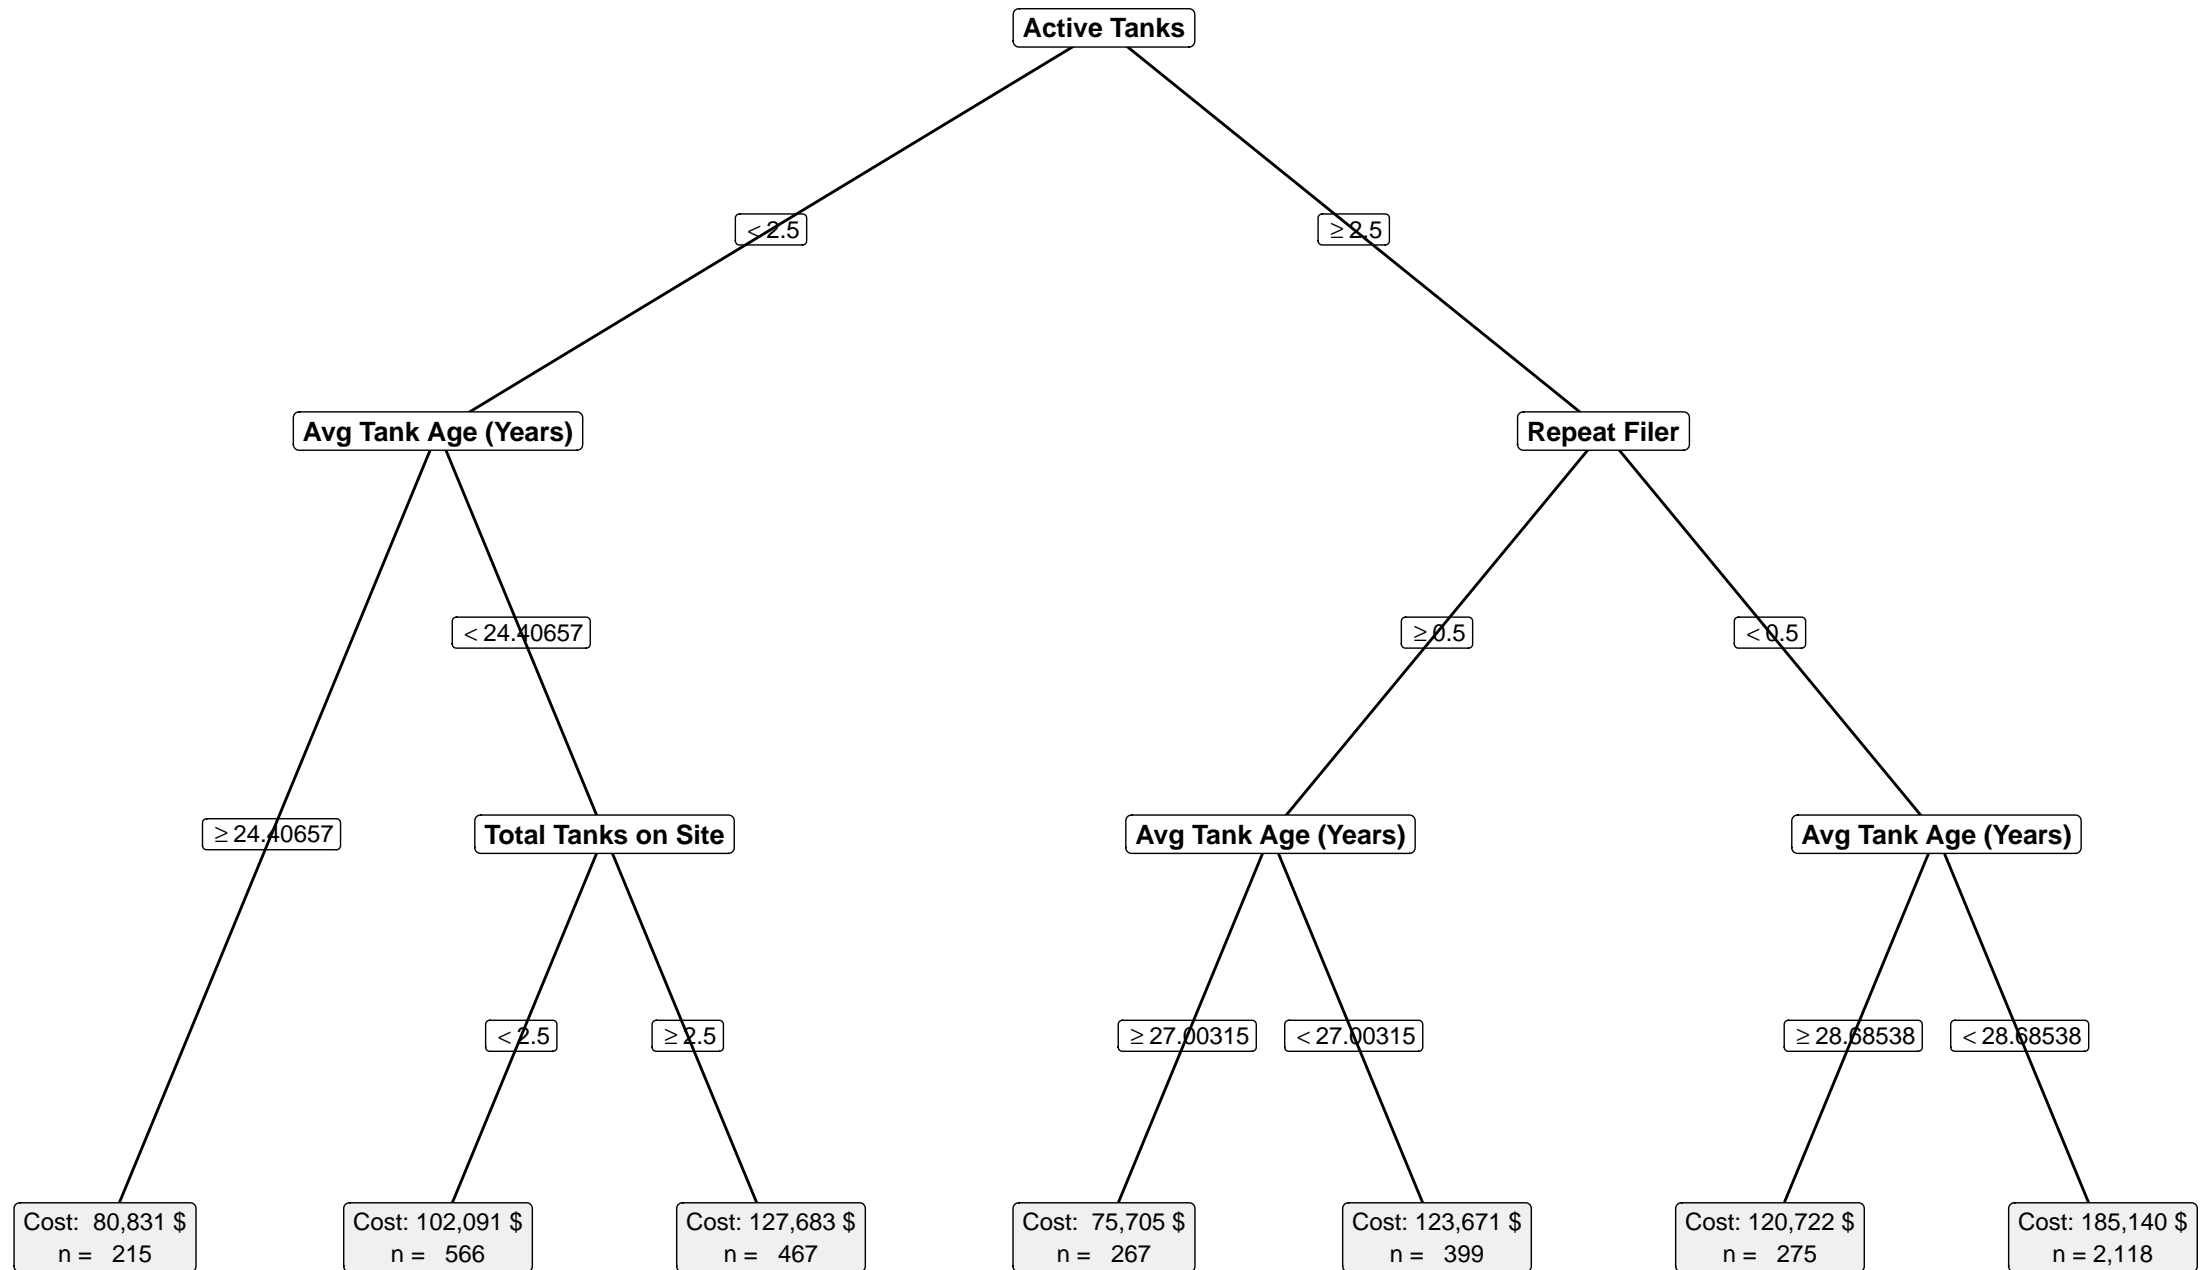 Active Tanks
< 2.5
≥ 2.5
Avg Tank Age (Years)
Repeat Filer
< 24.40657
≥ 0.5
< 0.5
≥ 24.40657
Total Tanks on Site
Avg Tank Age (Years)
Avg Tank Age (Years)
< 2.5
≥ 2.5
≥ 27.00315
< 27.00315
≥ 28.68538
< 28.68538
Cost: 80,831 $
n = 215
Cost: 102,091 $
n = 566
Cost: 127,683 $
n = 467
Cost: 75,705 $
n = 267
Cost: 123,671 $
n = 399
Cost: 120,722 $
n = 275
Cost: 185,140 $
n = 2,118